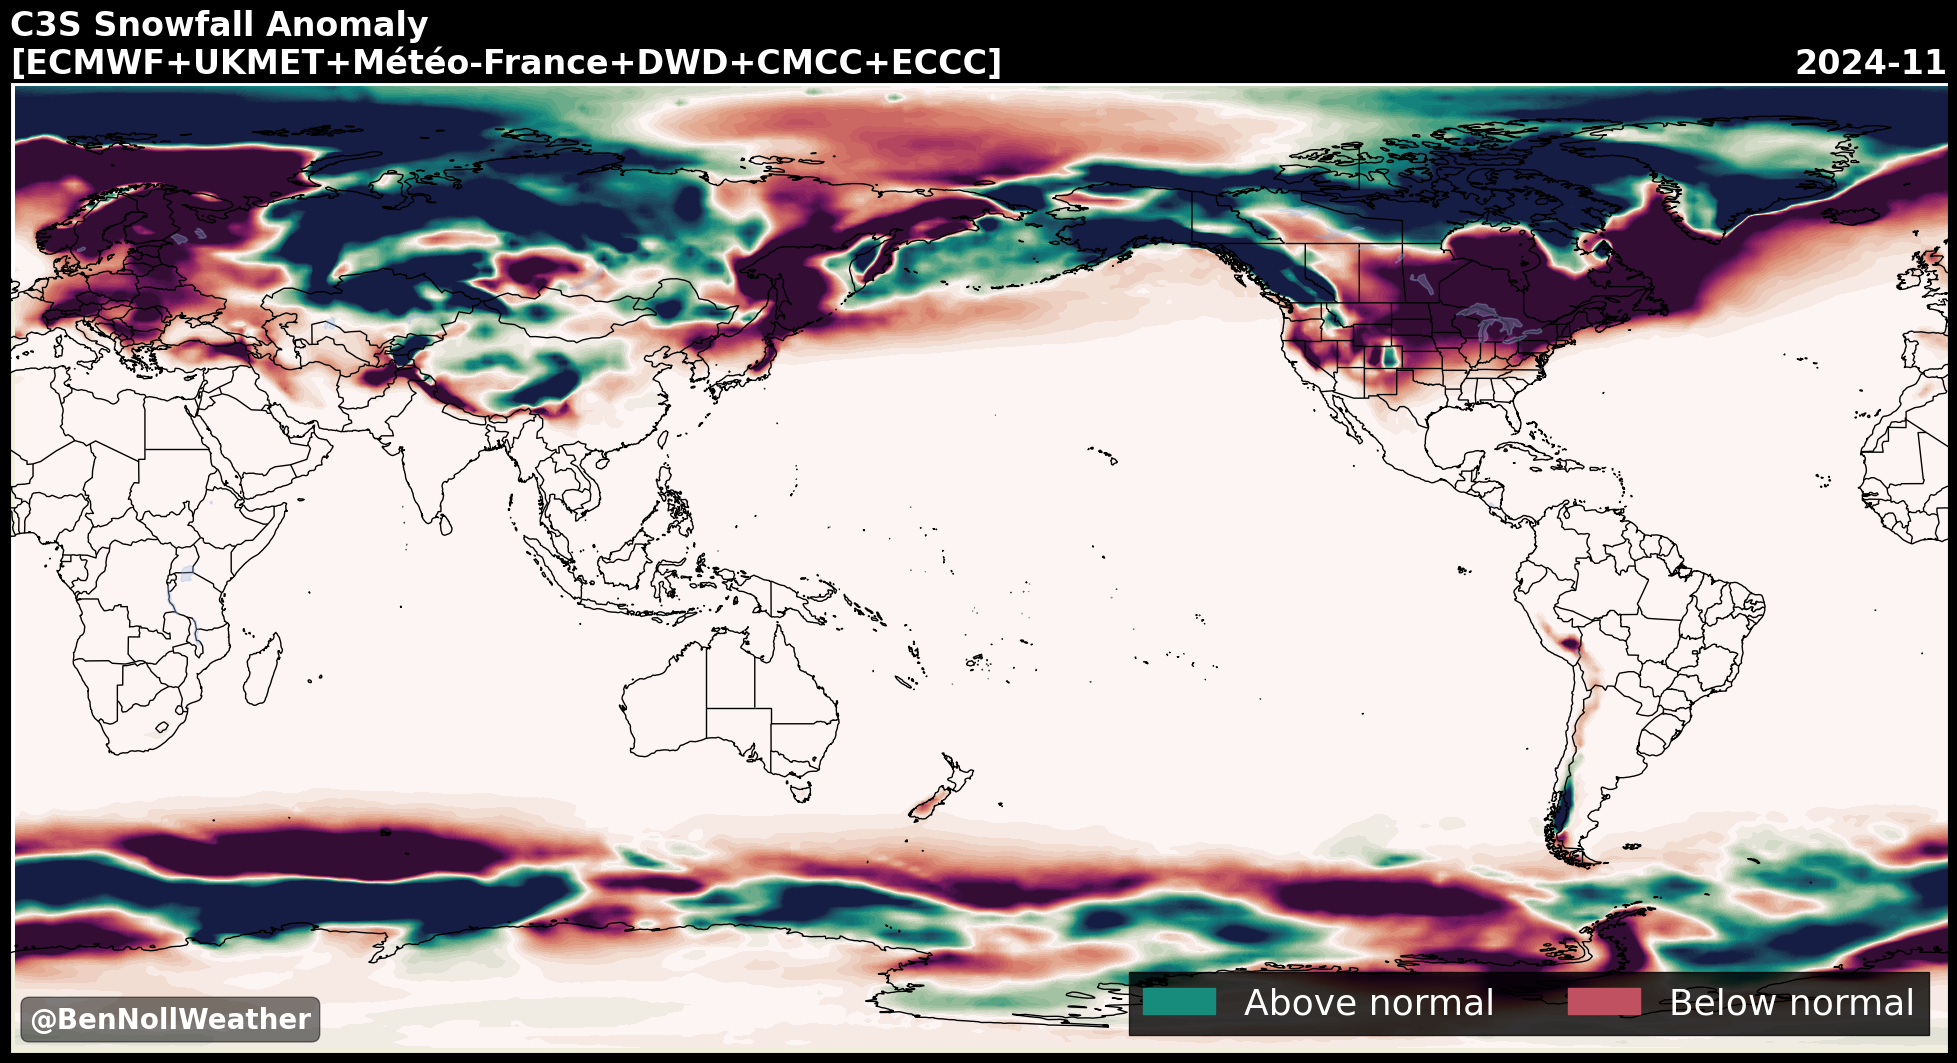 C3S Snowfall Anomaly
[ECMWF+UKMET+Météo-France+DWD+CMCC+ECCC]
2024-11
@BenNollWeather
Above normal
Below normal